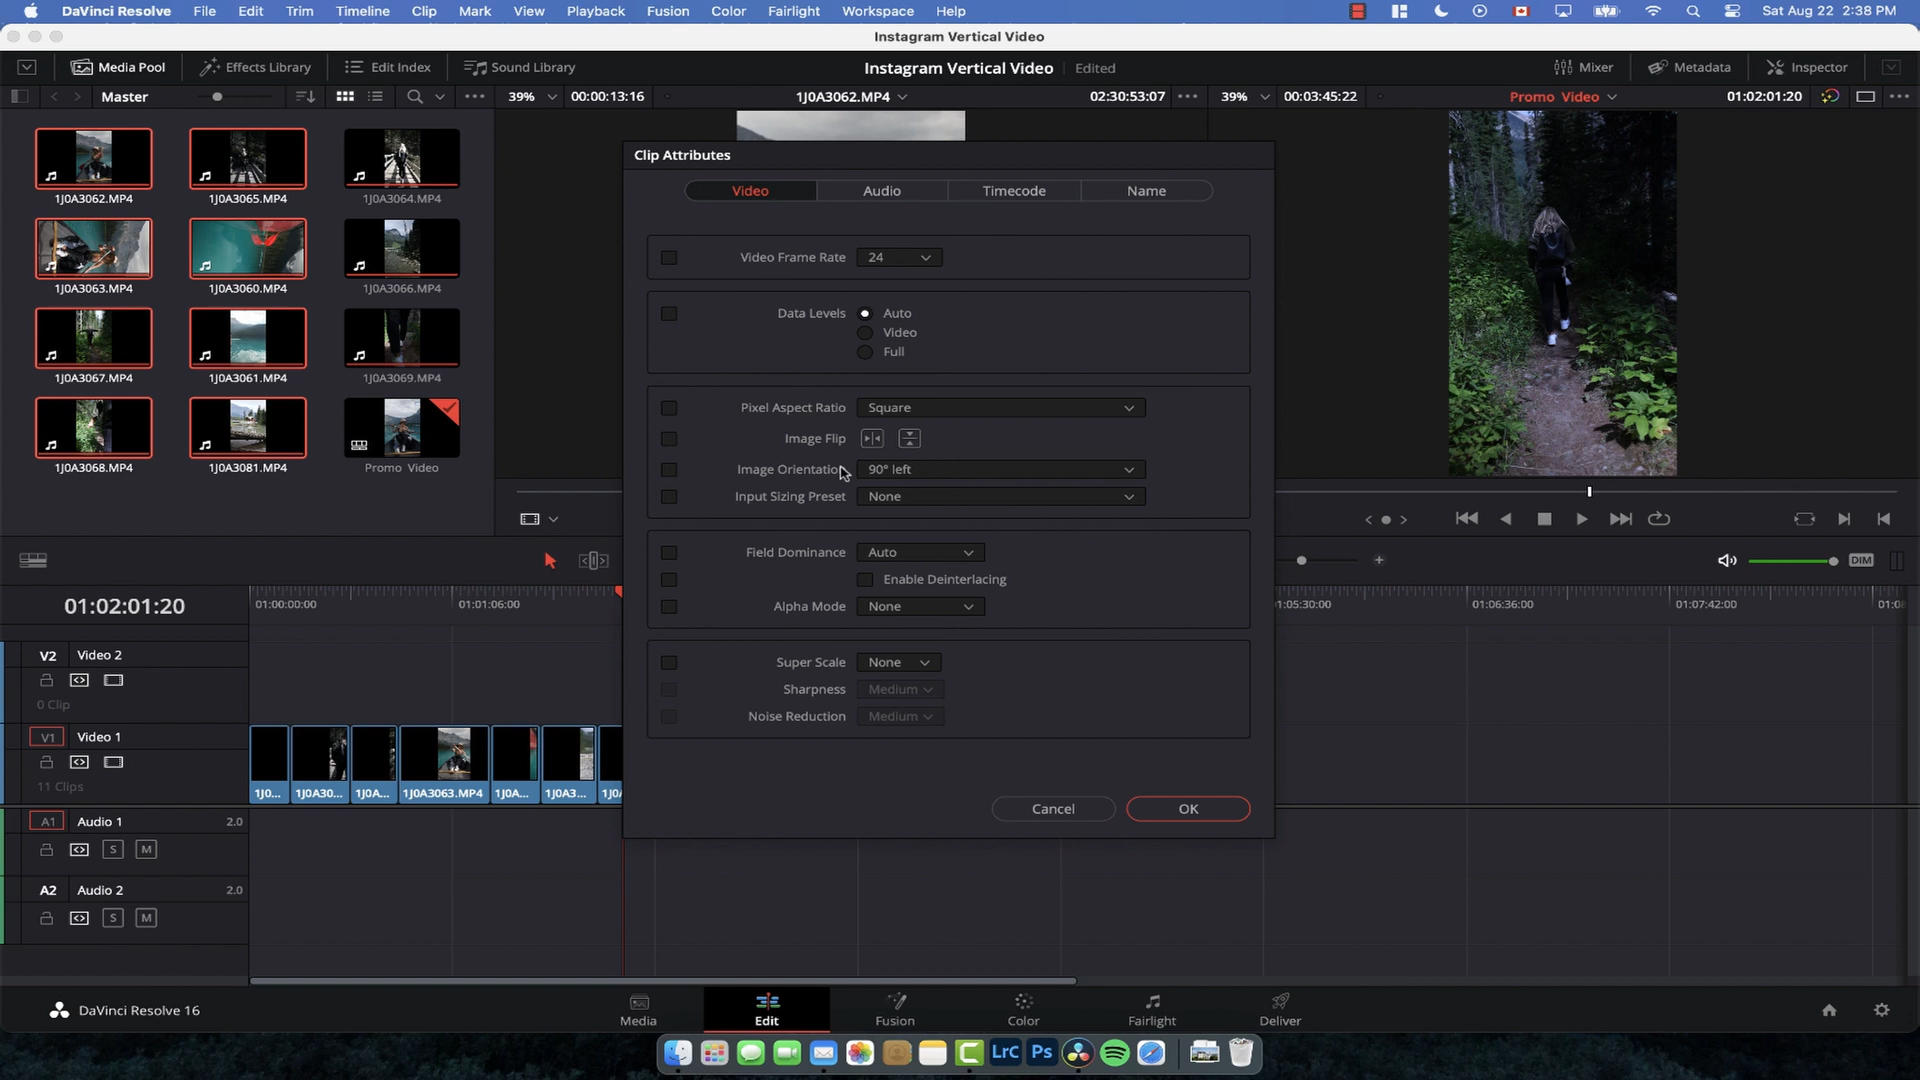 DaVinci Resolve File Edit Trim Timeline Clip Mark View Playback Fusion Color Fairlight Workspace Help Sat Aug 22 2:38 PM
Instagram Vertical Video
Media Pool Effects Library Edit Index Sound Library Instagram Vertical Video Edited Mixer Metadata Inspector
Master 39% 00:00:13:16 1J0A3062.MP4 02:30:53:07 39% 00:03:45:22 Promo Video 01:02:01:20
1J0A3062.MP4 1J0A3065.MP4 1J0A3064.MP4
1J0A3063.MP4 1J0A3060.MP4 1J0A3066.MP4
1J0A3067.MP4 1J0A3061.MP4 1J0A3069.MP4
1J0A3068.MP4 1J0A3081.MP4 Promo Video
Clip Attributes
Video Audio Timecode Name
Video Frame Rate 24
Data Levels Auto
Video
Full
Pixel Aspect Ratio Square
Image Flip
Image Orientation 90° left
Input Sizing Preset None
Field Dominance Auto
Enable Deinterlacing
Alpha Mode None
Super Scale None
Sharpness Medium
Noise Reduction Medium
Cancel OK
DIM
01:02:01:20 01:00:00:00 01:01:06:00 1:05:30:00 01:06:36:00 01:07:42:00 01:08
V2 Video 2
0 Clip
V1 Video 1
11 Clips
1J0... 1J0A30... 1J0A... 1J0A3063.MP4 1J0A... 1J0A3... 1J0A
A1 Audio 1 2.0
S M
A2 Audio 2 2.0
S M
DaVinci Resolve 16
Media Edit Fusion Color Fairlight Deliver
LrC Ps